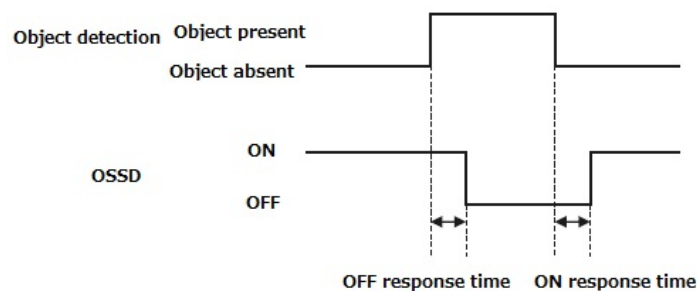 Object detection
Object present
Object absent
ON
OSSD
OFF
OFF response time
ON response time